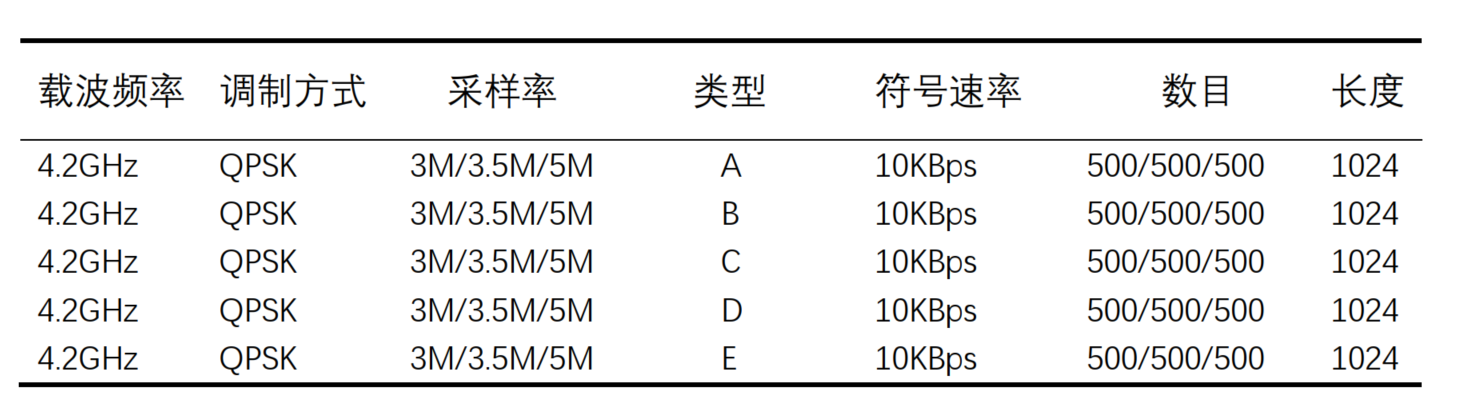 载波频率 调制方式 采样率 类型 符号速率 数目 长度
4.2GHz QPSK 3M/3.5M/5M A 10KBps 500/500/500 1024
4.2GHz QPSK 3M/3.5M/5M B 10KBps 500/500/500 1024
4.2GHz QPSK 3M/3.5M/5M C 10KBps 500/500/500 1024
4.2GHz QPSK 3M/3.5M/5M D 10KBps 500/500/500 1024
4.2GHz QPSK 3M/3.5M/5M E 10KBps 500/500/500 1024